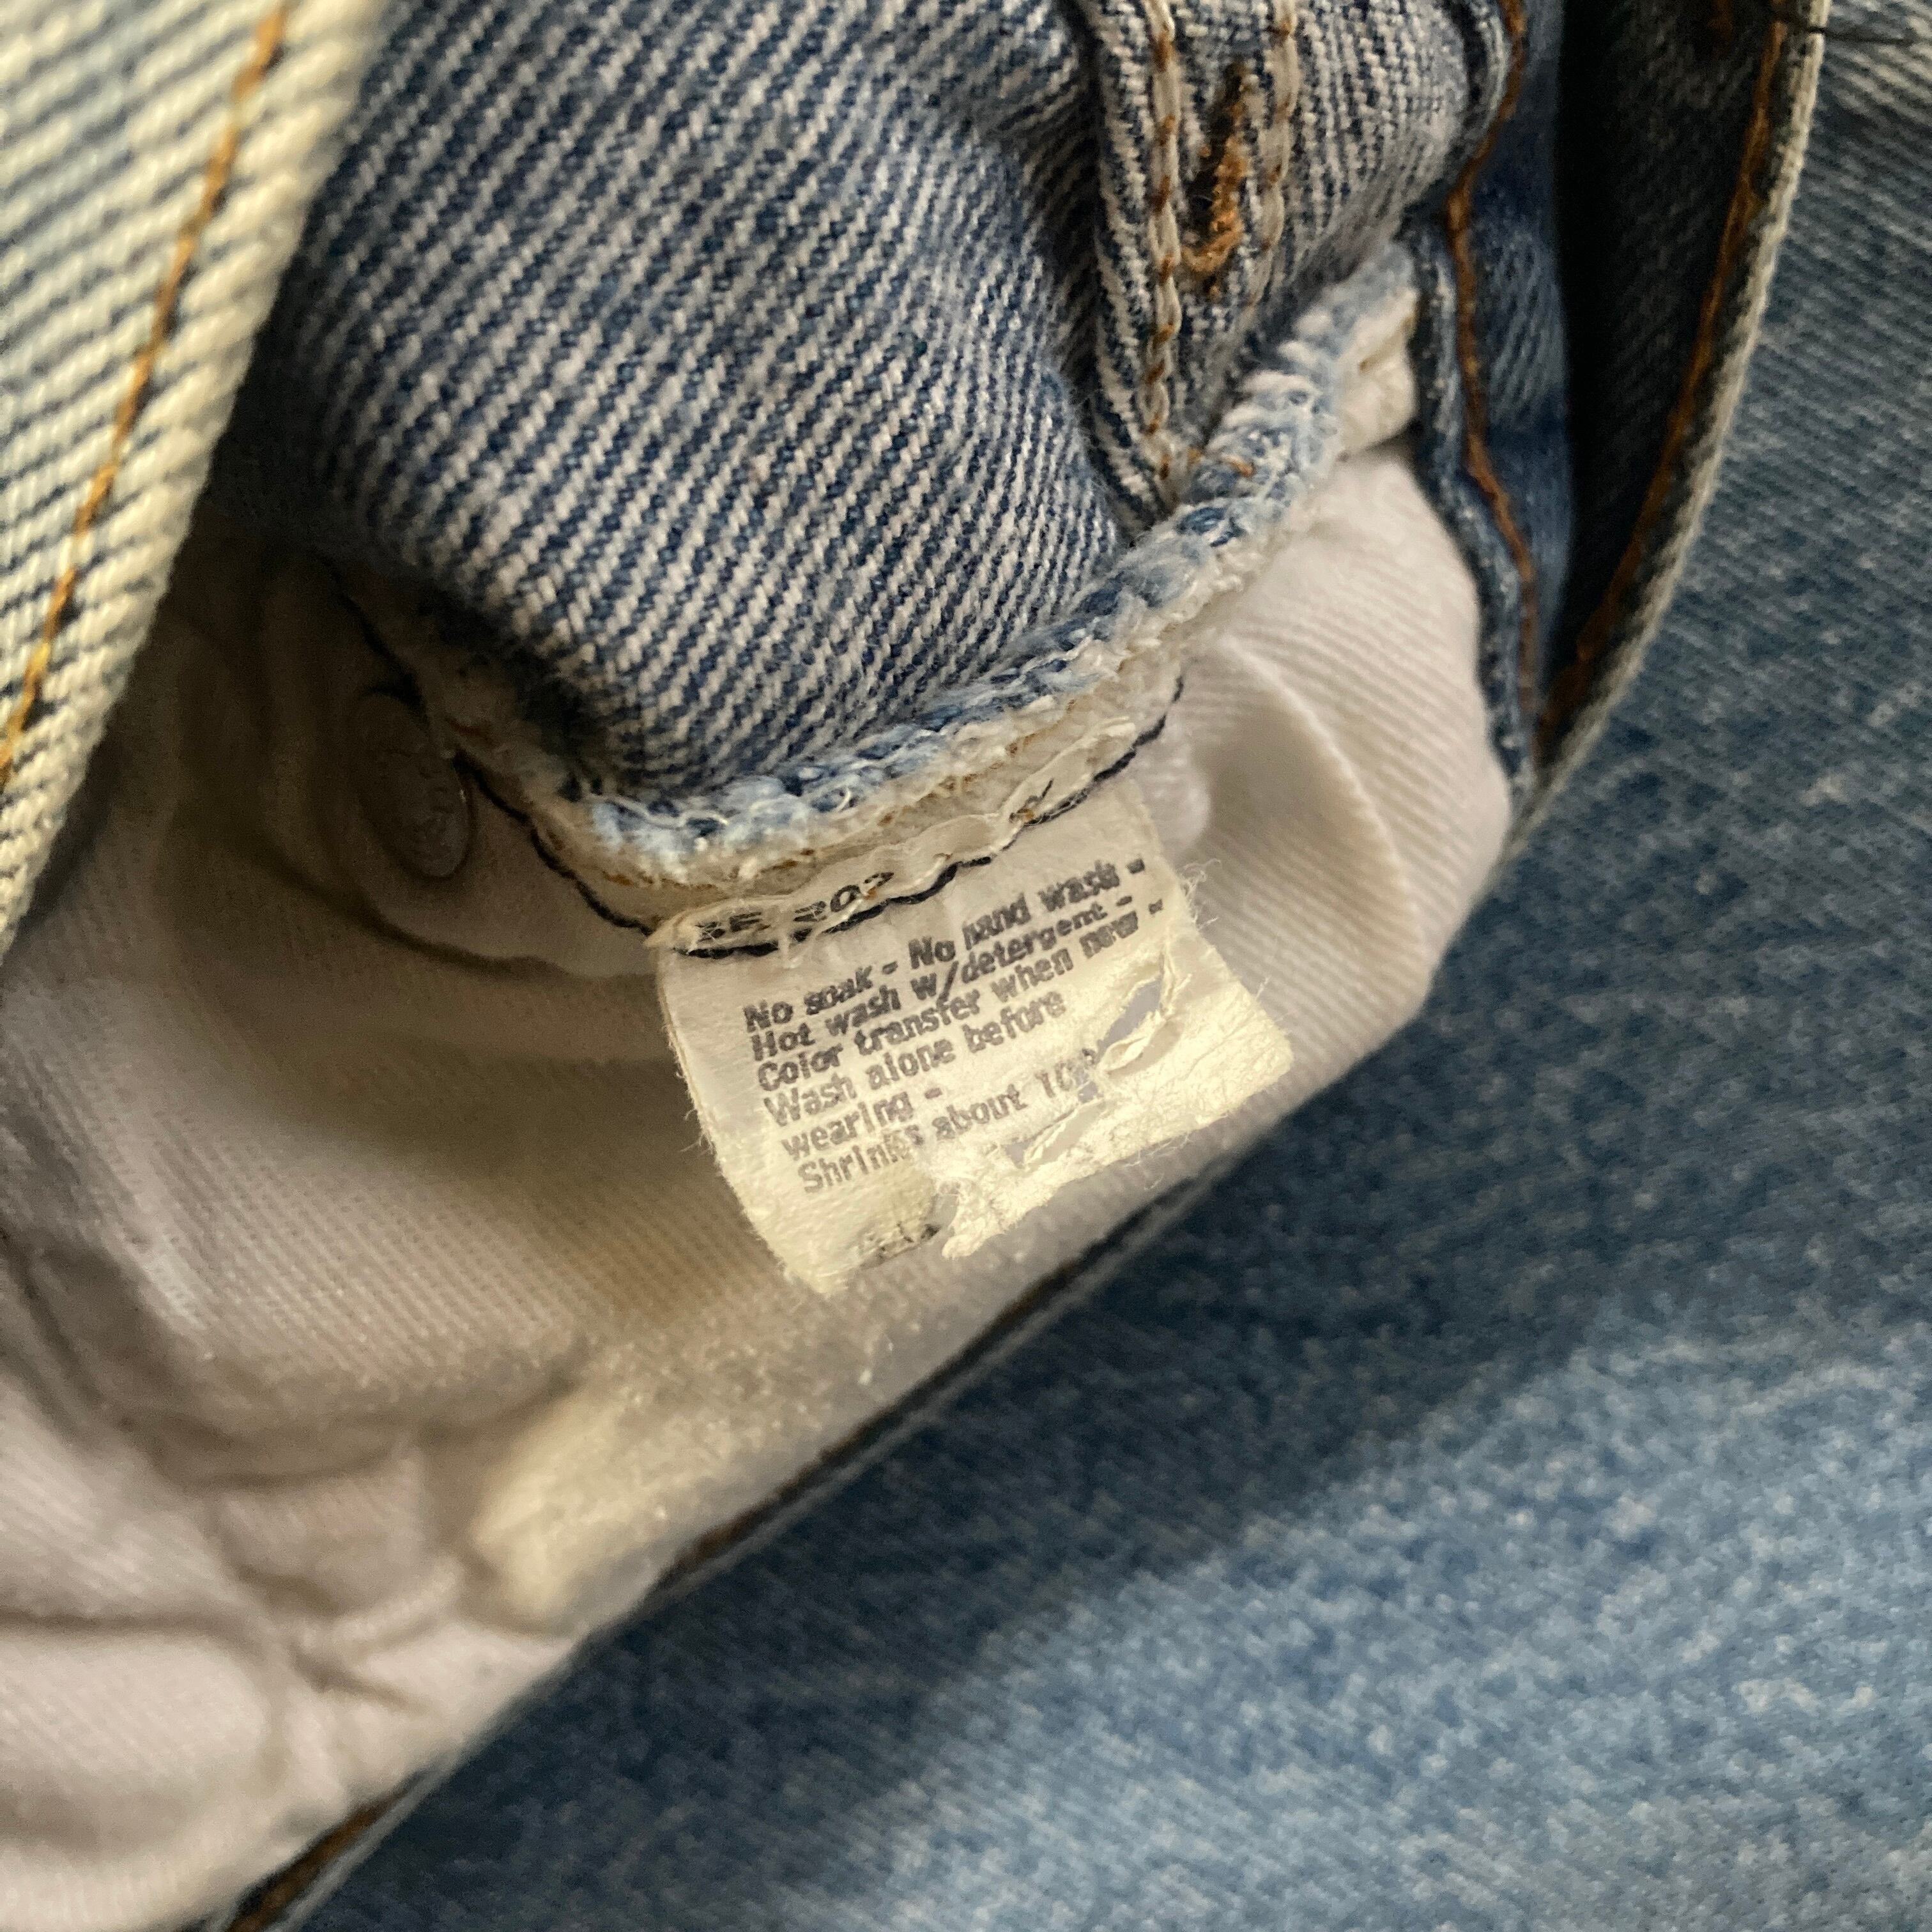 No soak - No hand wash -
Hot wash w/detergent -
Color transfer when new -
Wash alone before
wearing -
Shrinks about 10%